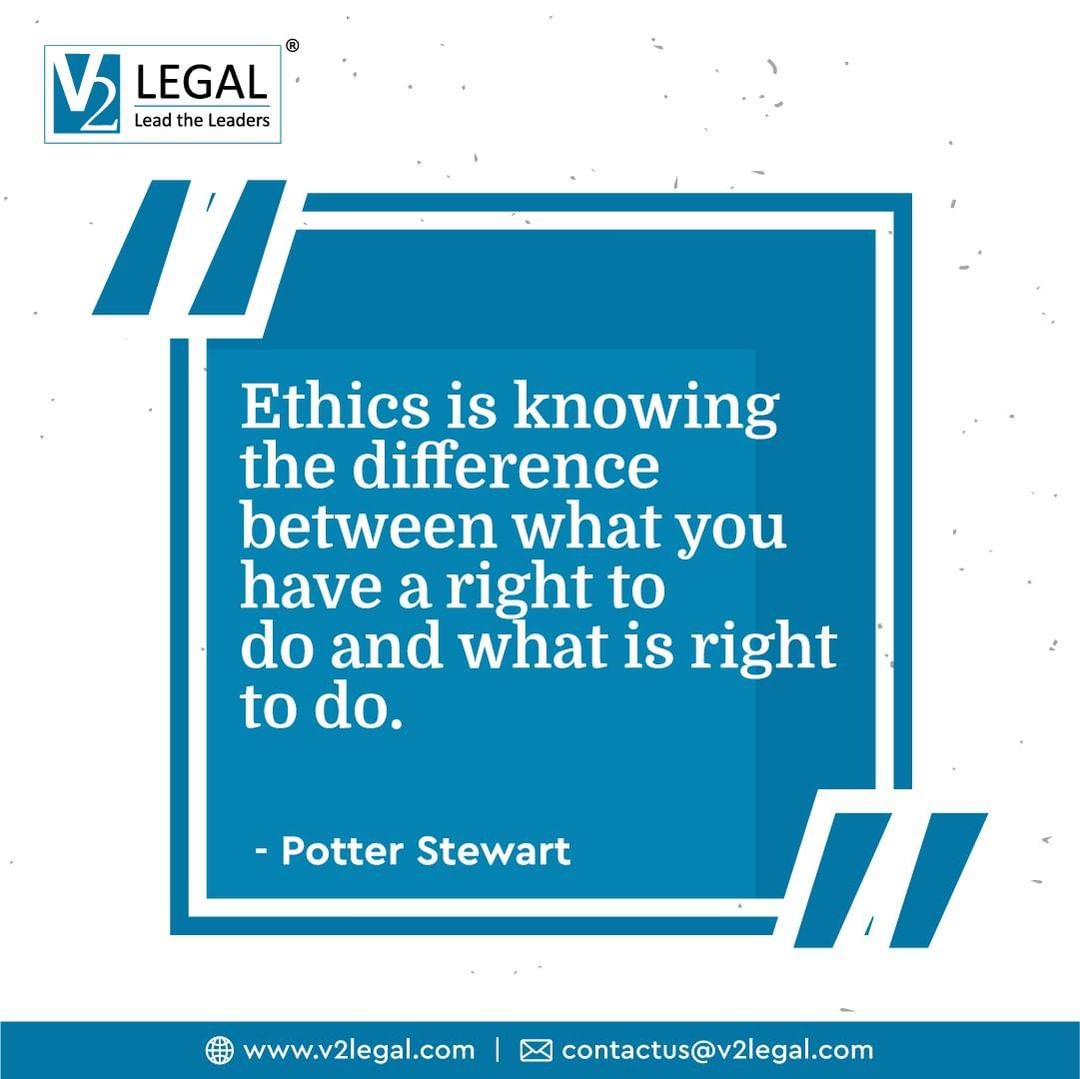 V2 LEGAL ®
Lead the Leaders
Ethics is knowing
the difference
between what you
have a right to
do and what is right
to do.
- Potter Stewart
www.v2legal.com | contactus@v2legal.com